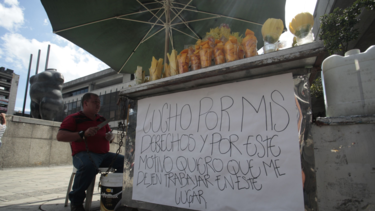 LUCHO POR MIS
DERECHOS Y POR ESTE
MOTIVO QUIERO QUE ME
DEJEN TRABAJAR EN ESTE
LUGAR